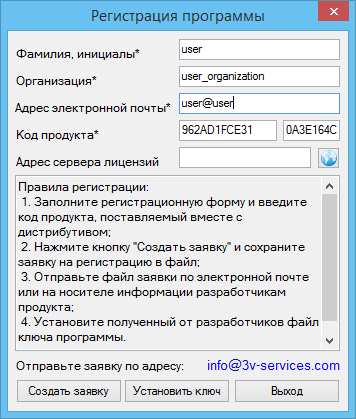 Регистрация программы
Фамилия, инициалы* user
Организация* user_organization
Адрес электронной почты* user@user
Код продукта* 962AD1FCE31 0A3E164C
Адрес сервера лицензий
Правила регистрации:
1. Заполните регистрационную форму и введите
код продукта, поставляемый вместе с
дистрибутивом;
2. Нажмите кнопку "Создать заявку" и сохраните
заявку на регистрацию в файл;
3. Отправьте файл заявки по электронной почте
или на носителе информации разработчикам
продукта;
4. Установите полученный от разработчиков файл
ключа программы.
Отправьте заявку по адресу: info@3v-services.com
Создать заявку Установить ключ Выход